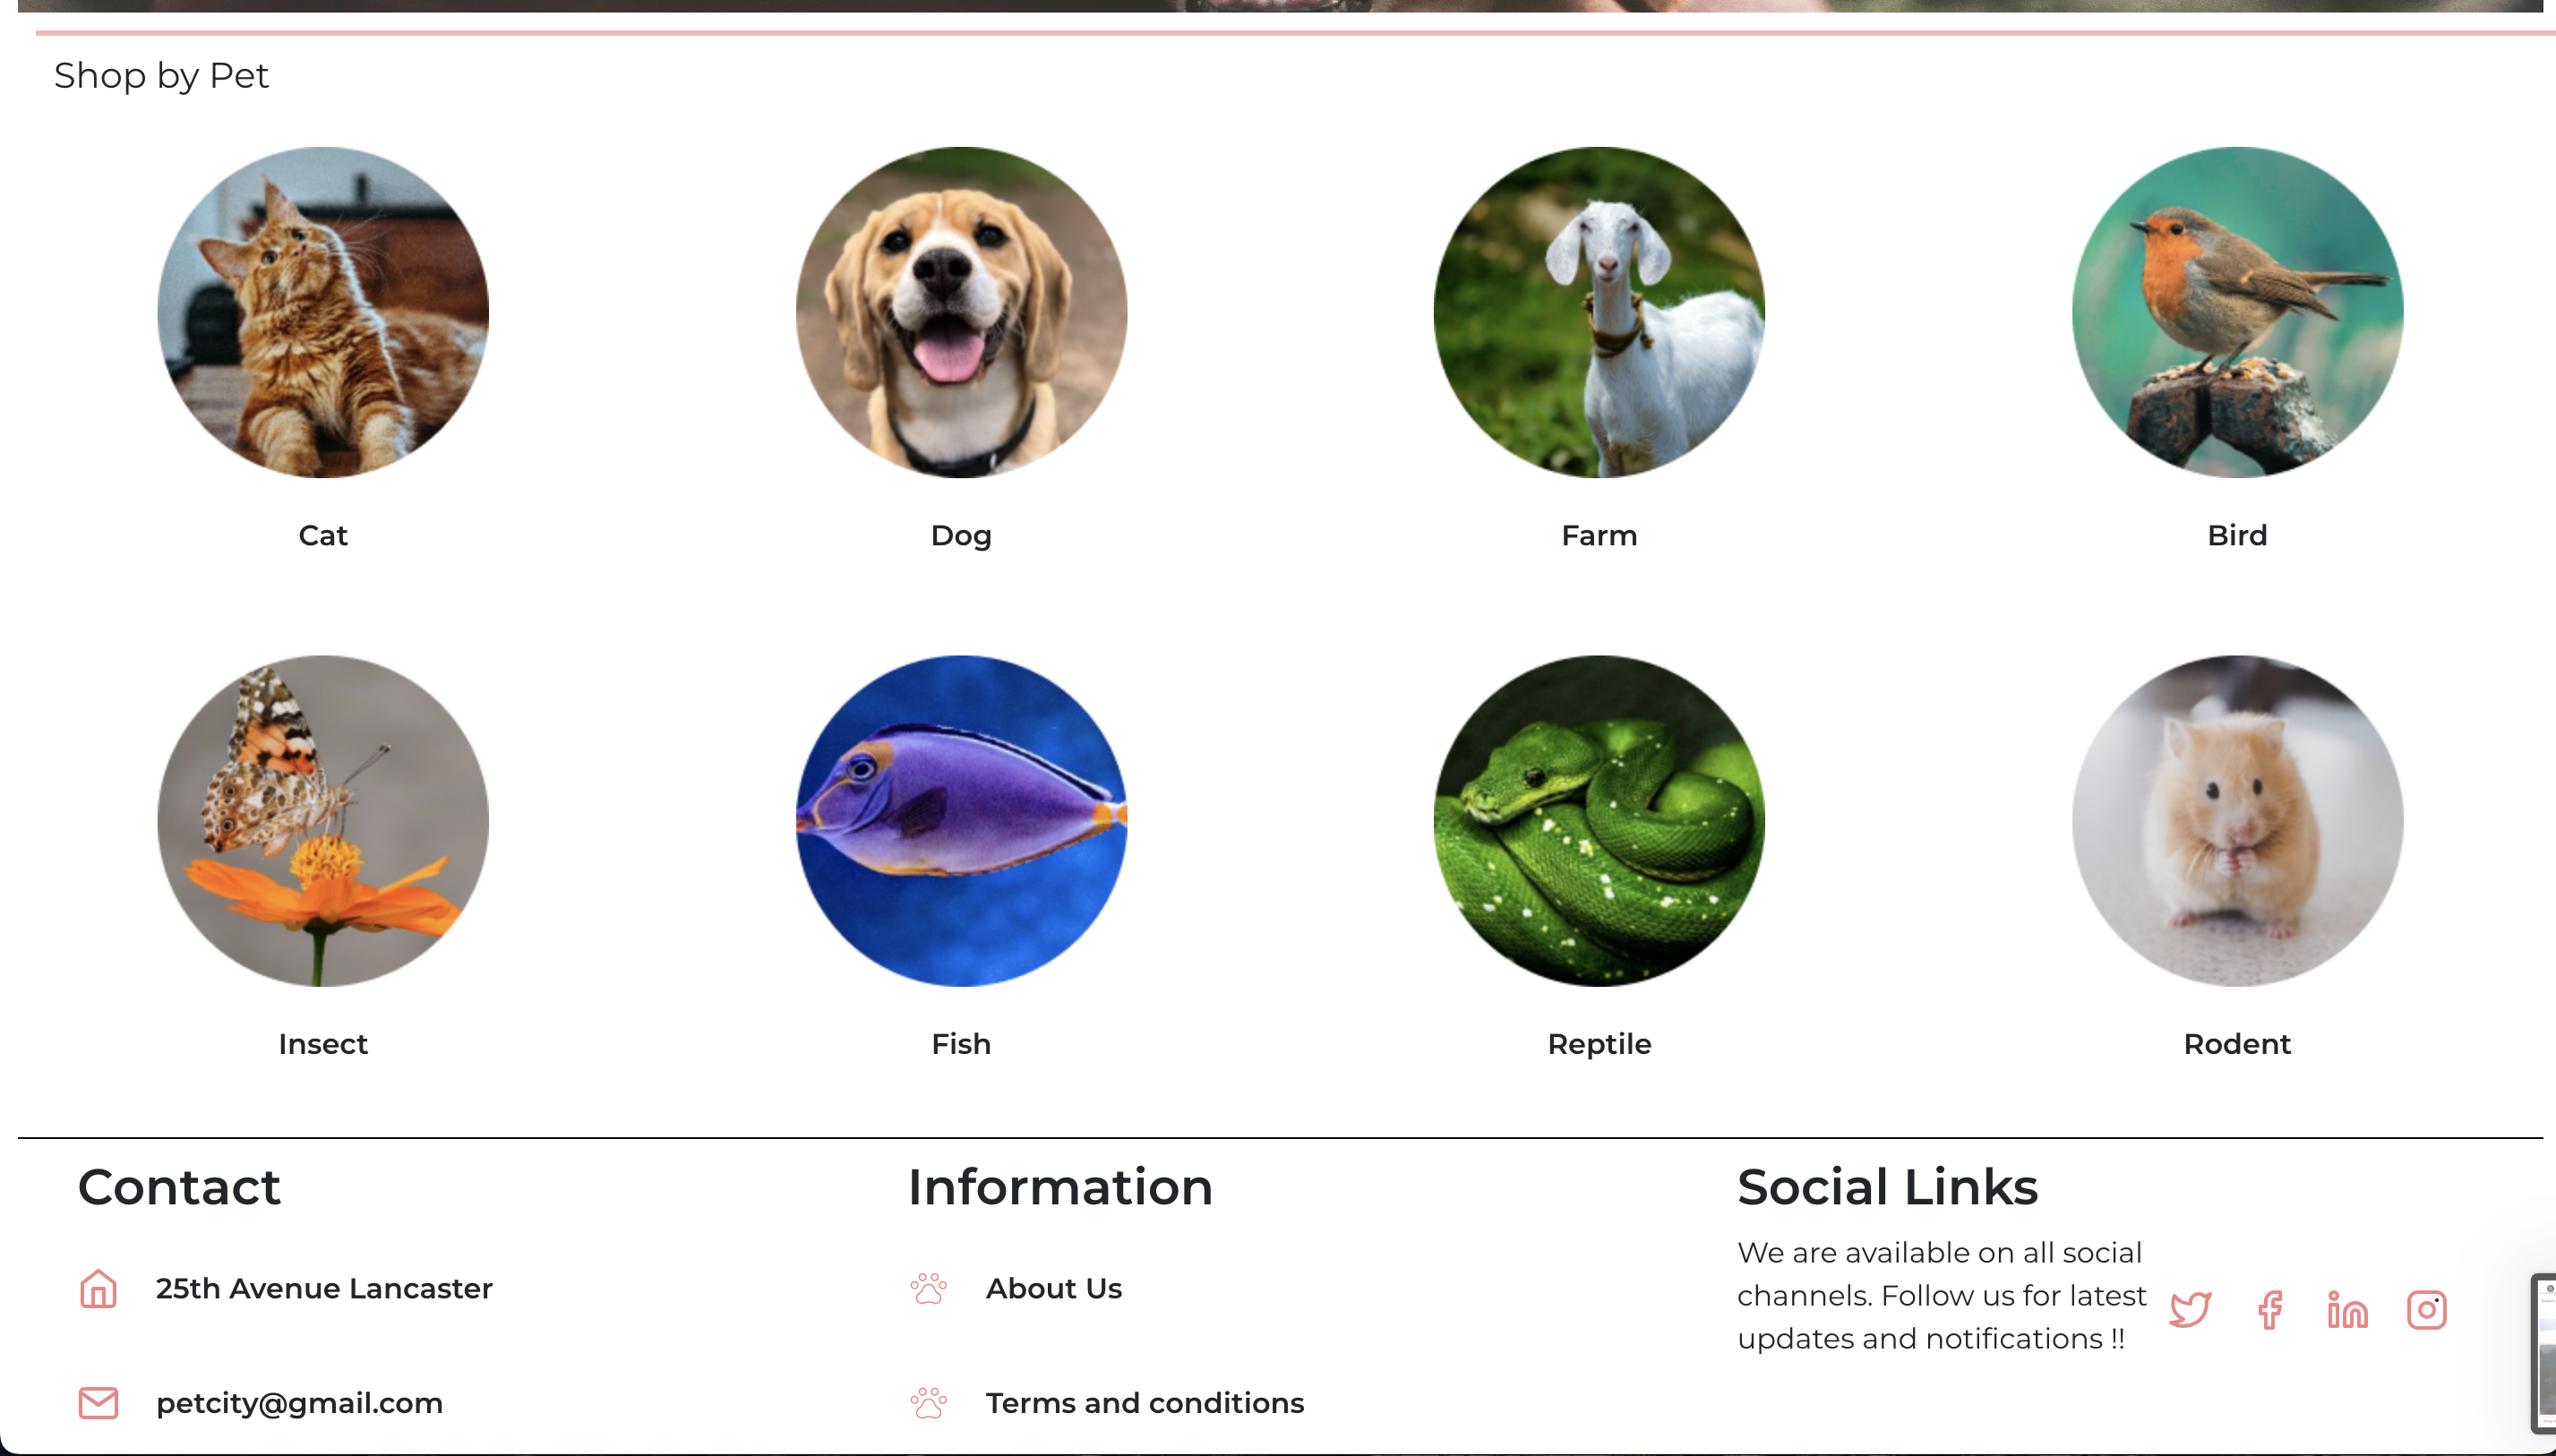 Shop by Pet
Cat
Dog
Farm
Bird
Insect
Fish
Reptile
Rodent
Contact
25th Avenue Lancaster
petcity@gmail.com
Information
About Us
Terms and conditions
Social Links
We are available on all social
channels. Follow us for latest
updates and notifications !!